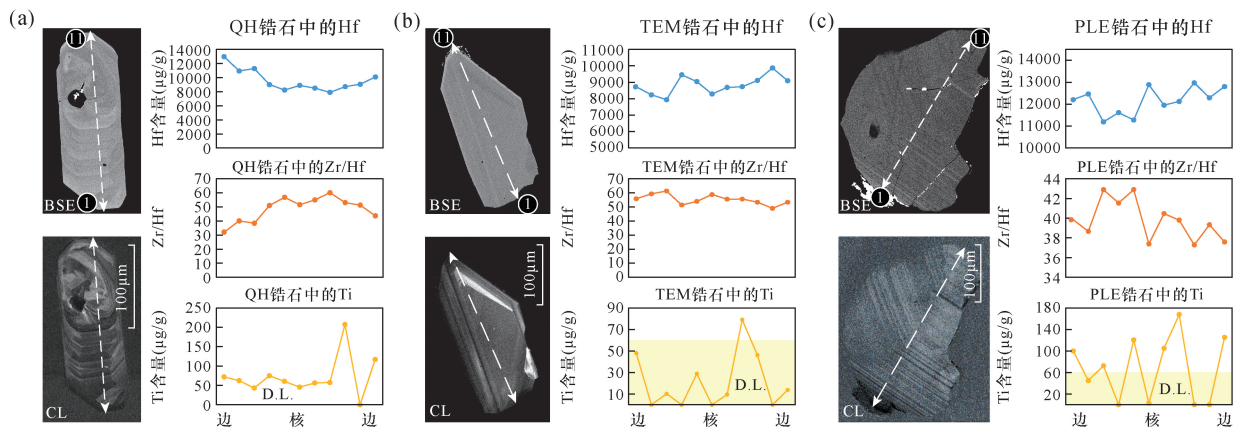 (a)
11
1
BSE
CL
100μm
QH锆石中的Hf
Hf含量(μg/g)
14000
12000
10000
8000
6000
4000
2000
0
QH锆石中的Zr/Hf
Zr/Hf
70
60
50
40
30
20
10
0
QH锆石中的Ti
Ti含量(μg/g)
250
200
150
100
50
0
D.L.
边 核 边
(b)
11
1
BSE
CL
100μm
TEM锆石中的Hf
Hf含量(μg/g)
11000
10000
9000
8000
7000
6000
5000
TEM锆石中的Zr/Hf
Zr/Hf
70
60
50
40
30
20
10
0
TEM锆石中的Ti
Ti含量(μg/g)
90
75
60
45
30
15
0
D.L.
边 核 边
(c)
11
1
BSE
CL
100μm
PLE锆石中的Hf
Hf含量(μg/g)
14000
13000
12000
11000
10000
PLE锆石中的Zr/Hf
Zr/Hf
44
42
40
38
36
34
PLE锆石中的Ti
Ti含量(μg/g)
180
140
100
60
20
D.L.
边 核 边